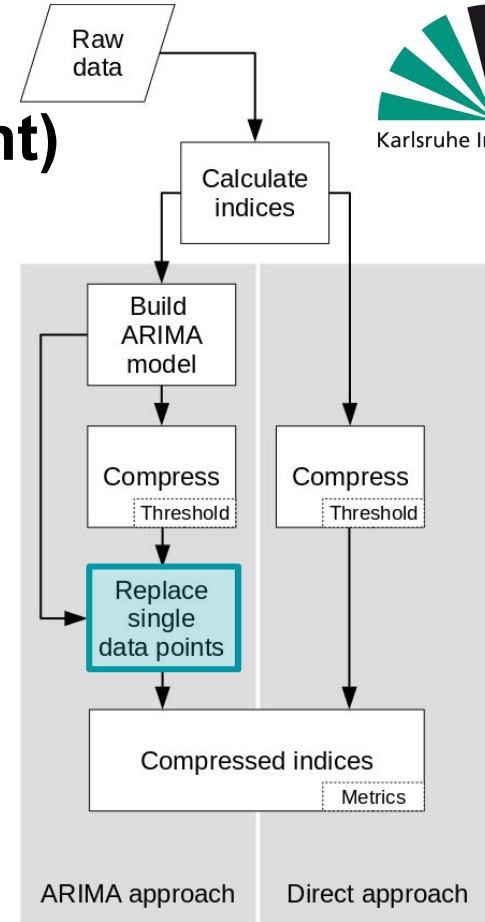 Raw
data
nt)
Karlsruhe In
Calculate
indices
Build
ARIMA
model
Compress
Threshold
Compress
Threshold
Replace
single
data points
Compressed indices
Metrics
ARIMA approach
Direct approach